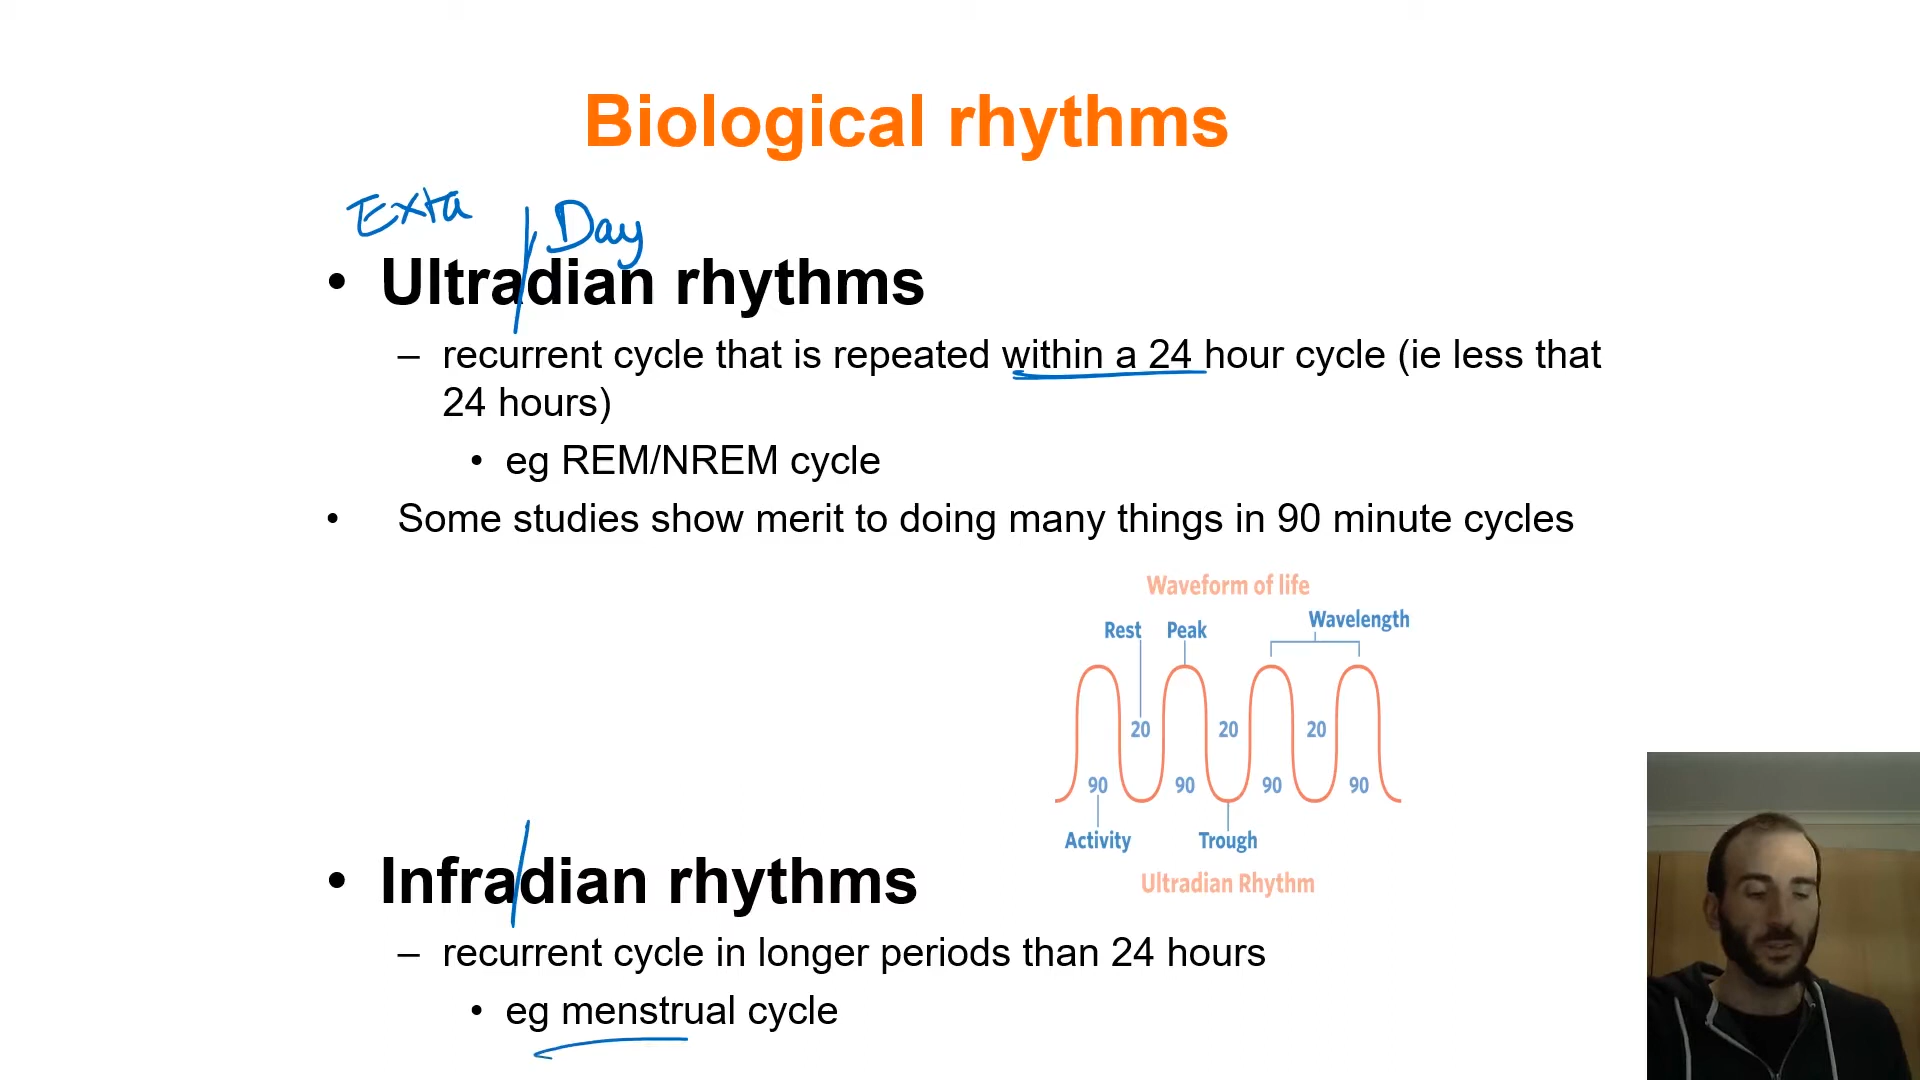 Biological rhythms
Exta Day
• Ultradian rhythms
– recurrent cycle that is repeated within a 24 hour cycle (ie less that
24 hours)
• eg REM/NREM cycle
• Some studies show merit to doing many things in 90 minute cycles
Waveform of life
Wavelength
Rest Peak
20 20 20
90 90 90 90
Activity Trough
Ultradian Rhythm
• Infradian rhythms
– recurrent cycle in longer periods than 24 hours
• eg menstrual cycle